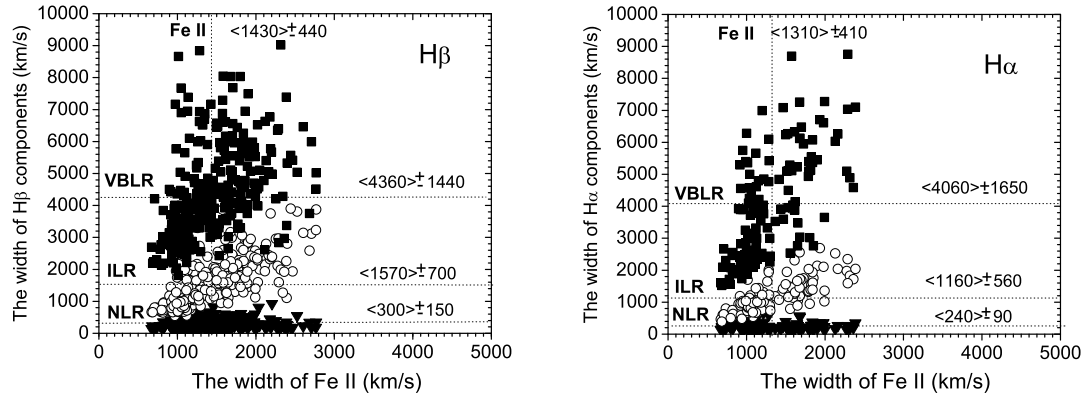 10000
9000
8000
7000
6000
5000
4000
3000
2000
1000
0
The width of Hβ components (km/s)
Fe II
<1430>±440
Hβ
VBLR
<4360>±1440
ILR
<1570>±700
NLR
<300>±150
0 1000 2000 3000 4000 5000
The width of Fe II (km/s)
10000
9000
8000
7000
6000
5000
4000
3000
2000
1000
0
The width of Hα components (km/s)
Fe II
<1310>±410
Hα
VBLR
<4060>±1650
ILR
<1160>±560
NLR
<240>±90
0 1000 2000 3000 4000 5000
The width of Fe II (km/s)